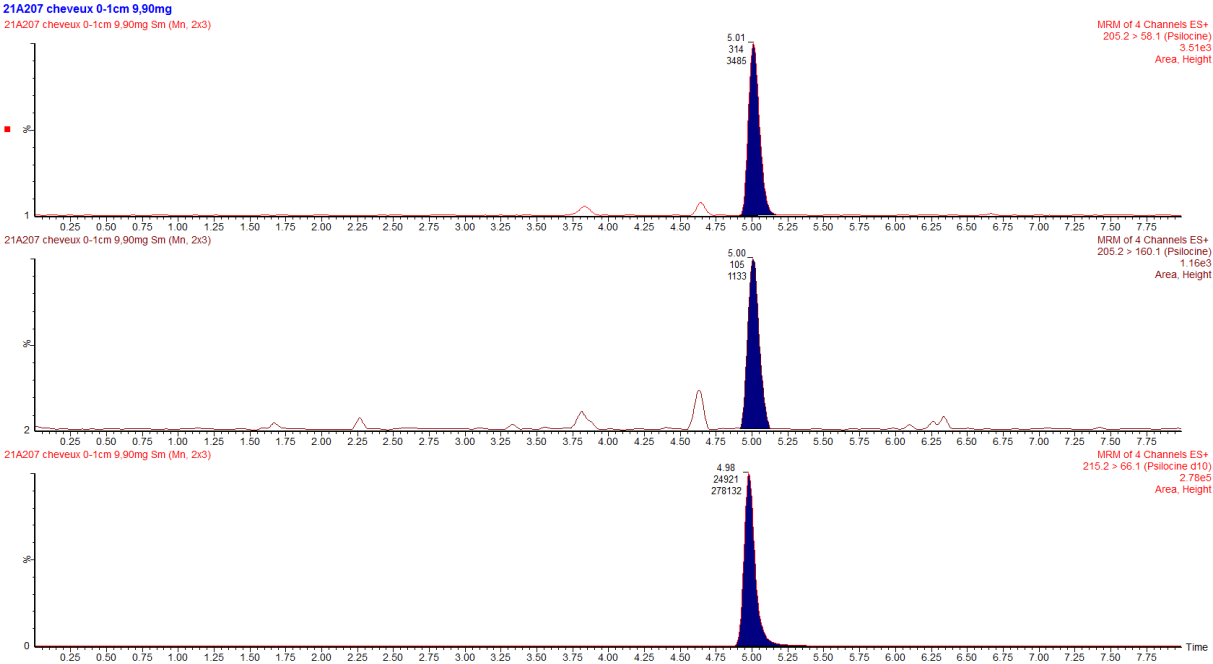 21A207 cheveux 0-1cm 9,90mg
21A207 cheveux 0-1cm 9,90mg Sm (Mn, 2x3)
MRM of 4 Channels ES+
205.2 > 58.1 (Psilocine)
3.51e3
Area, Height
5.01
314
3485
%
1
0.25 0.50 0.75 1.00 1.25 1.50 1.75 2.00 2.25 2.50 2.75 3.00 3.25 3.50 3.75 4.00 4.25 4.50 4.75 5.00 5.25 5.50 5.75 6.00 6.25 6.50 6.75 7.00 7.25 7.50 7.75
21A207 cheveux 0-1cm 9,90mg Sm (Mn, 2x3)
MRM of 4 Channels ES+
205.2 > 160.1 (Psilocine)
1.16e3
Area, Height
5.00
105
1133
%
2
0.25 0.50 0.75 1.00 1.25 1.50 1.75 2.00 2.25 2.50 2.75 3.00 3.25 3.50 3.75 4.00 4.25 4.50 4.75 5.00 5.25 5.50 5.75 6.00 6.25 6.50 6.75 7.00 7.25 7.50 7.75
21A207 cheveux 0-1cm 9,90mg Sm (Mn, 2x3)
MRM of 4 Channels ES+
215.2 > 66.1 (Psilocine d10)
2.78e5
Area, Height
4.98
24921
278132
%
0
Time
0.25 0.50 0.75 1.00 1.25 1.50 1.75 2.00 2.25 2.50 2.75 3.00 3.25 3.50 3.75 4.00 4.25 4.50 4.75 5.00 5.25 5.50 5.75 6.00 6.25 6.50 6.75 7.00 7.25 7.50 7.75